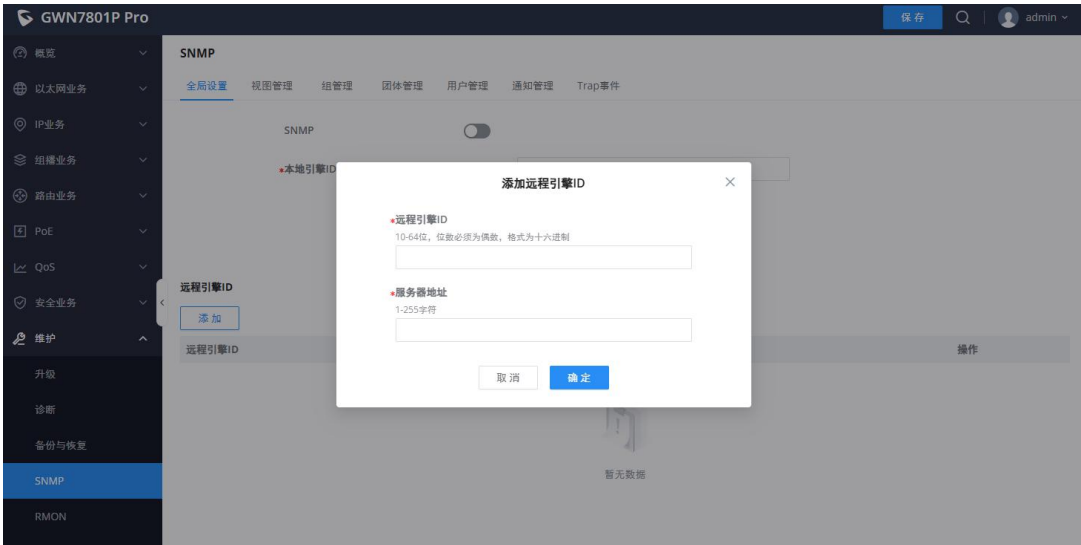 GWN7801P Pro
保存
admin
概览
以太网业务
IP业务
组播业务
路由业务
PoE
QoS
安全业务
维护
升级
诊断
备份与恢复
SNMP
RMON
SNMP
全局设置 视图管理 组管理 团体管理 用户管理 通知管理 Trap事件
SNMP
*本地引擎ID
远程引擎ID
添加
远程引擎ID
操作
暂无数据
添加远程引擎ID
*远程引擎ID
10-64位，位数必须为偶数，格式为十六进制
*服务器地址
1-255字符
取消
确定